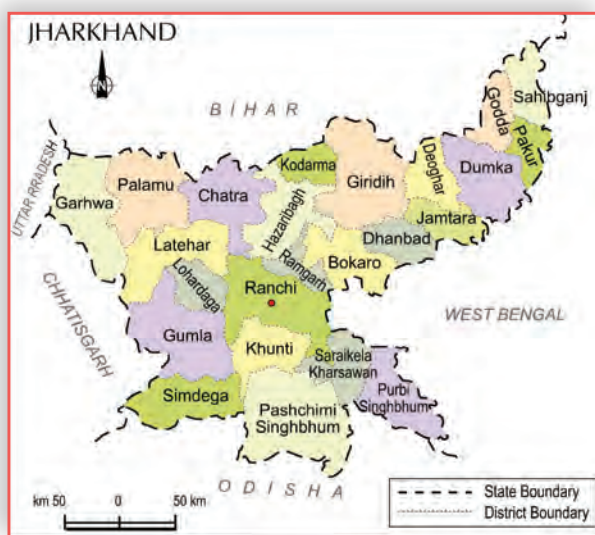 JHARKHAND
N
BIHAR
UTTAR RRADESH
CHHATISGARH
WEST BENGAL
ODISHA
Sahibganj
Godda
Pakur
Dumka
Deoghar
Jamtara
Kodarma
Giridih
Dhanbad
Garhwa
Palamu
Chatra
Hazaribagh
Latehar
Lohardaga
Ramgarh
Bokaro
Ranchi
Gumla
Khunti
Saraikela
Kharsawan
Purbi
Singhbhum
Simdega
Pashchimi
Singhbhum
km 50 0 50 km
State Boundary
District Boundary